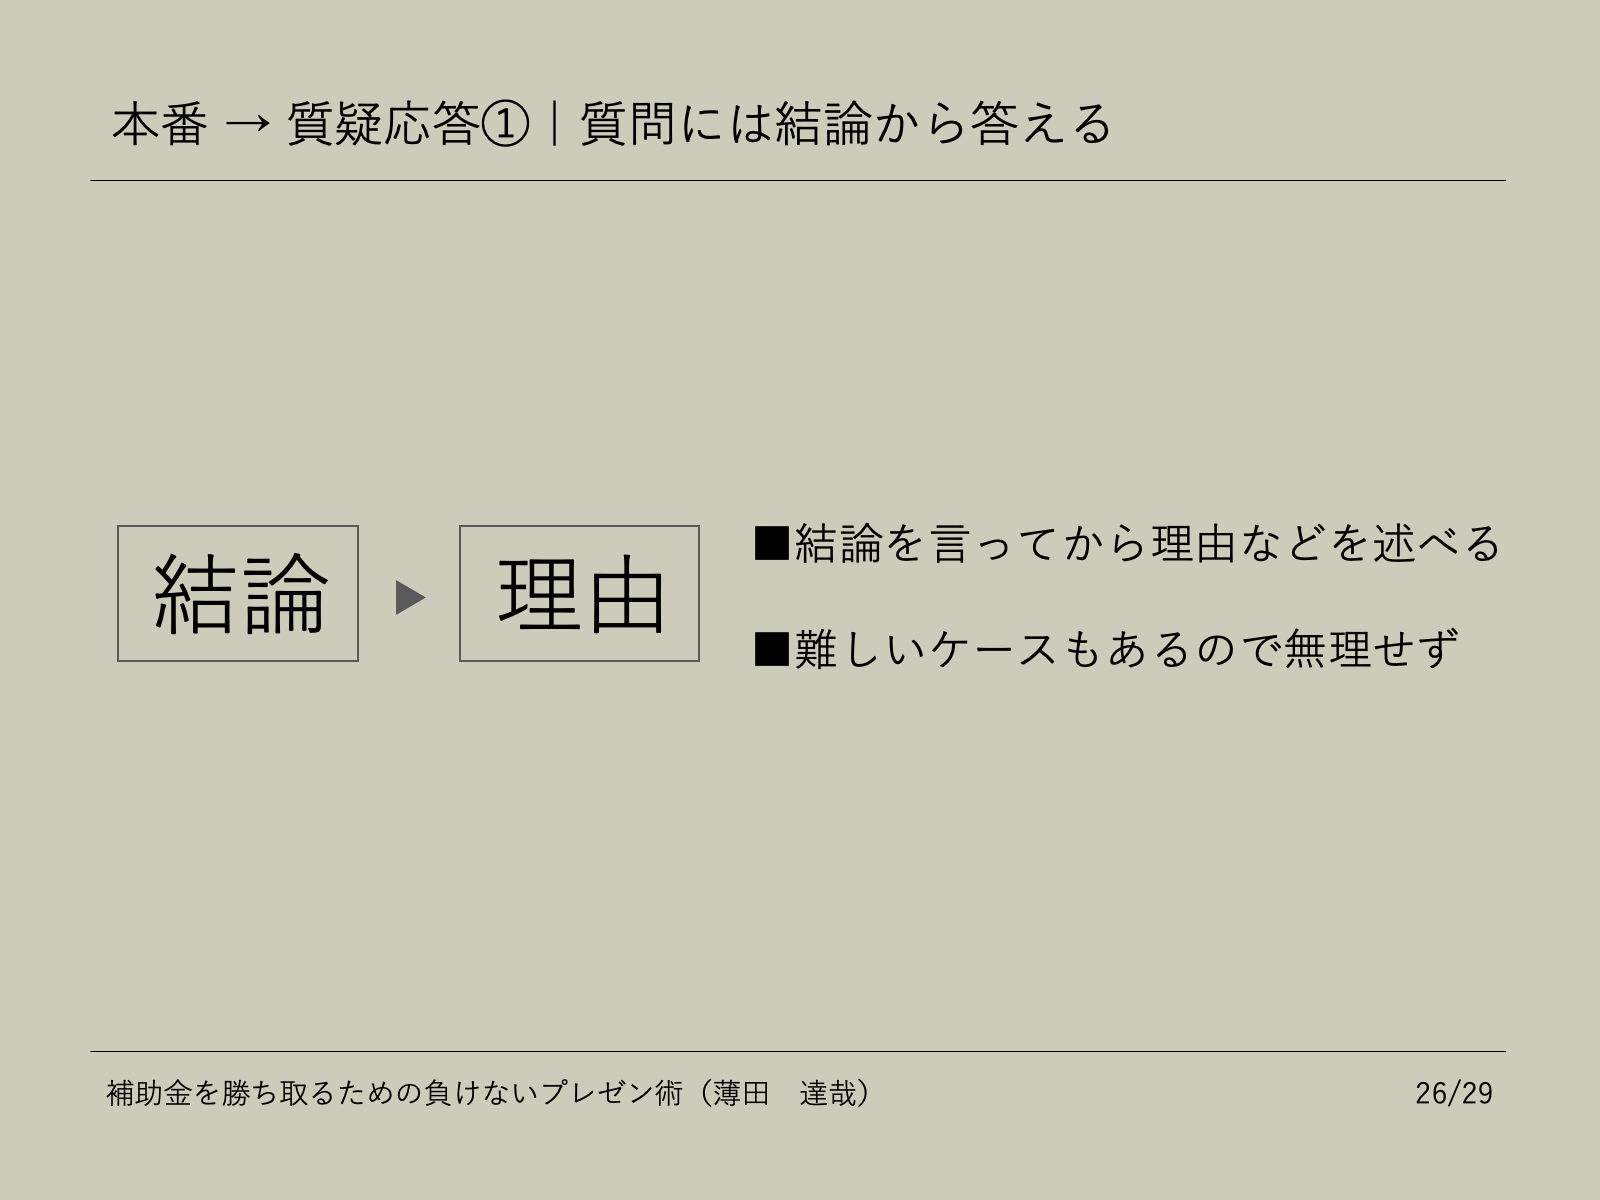 本番 → 質疑応答①｜質問には結論から答える
結論 ▶ 理由
■結論を言ってから理由などを述べる
■難しいケースもあるので無理せず
補助金を勝ち取るための負けないプレゼン術（薄田　達哉）
26/29